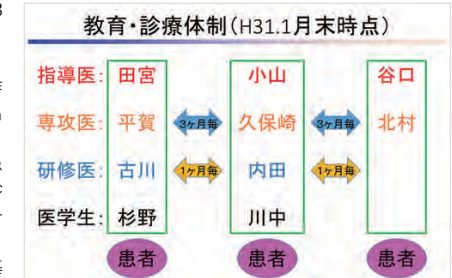 教育・診療体制(H31.1月末時点)
指導医: 田宮 小山 谷口
専攻医: 平賀 3ヶ月毎 久保崎 3ヶ月毎 北村
研修医: 古川 1ヶ月毎 内田 1ヶ月毎
医学生: 杉野 川中
患者 患者 患者